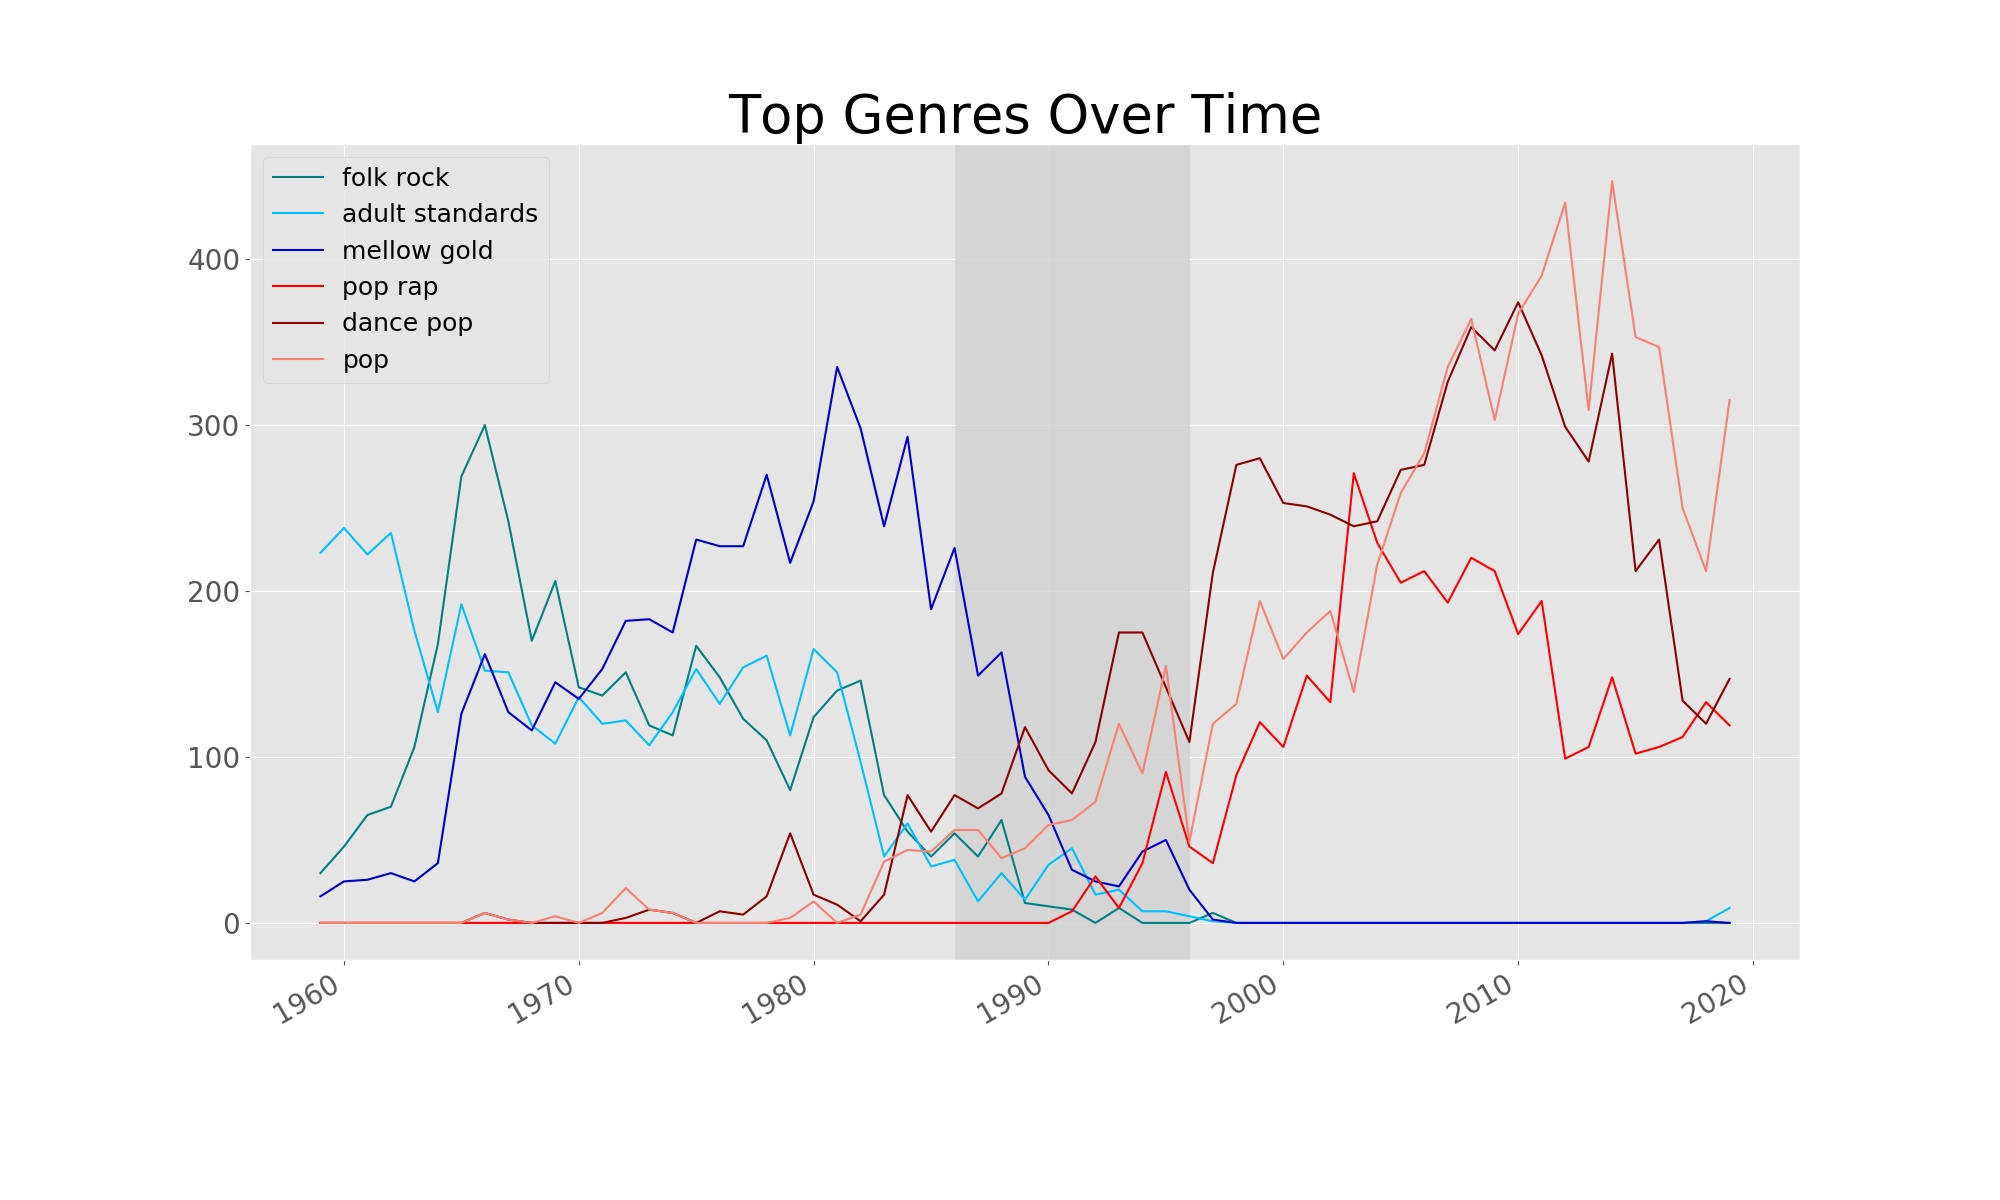 Top Genres Over Time
folk rock
adult standards
mellow gold
pop rap
dance pop
pop
400
300
200
100
0
1960 1970 1980 1990 2000 2010 2020